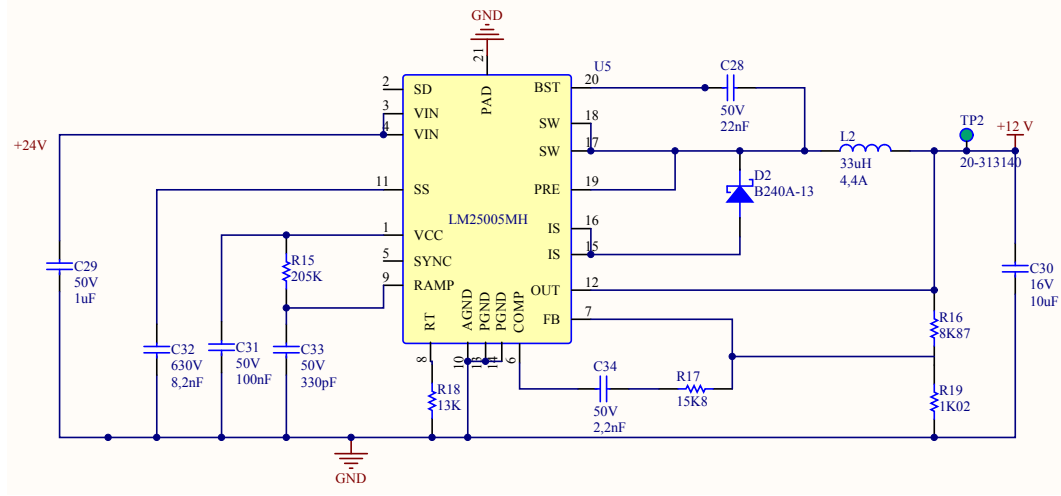 GND
21
U5
C28
50V
22nF
2
SD
PAD
BST
20
3
VIN
SW
18
TP2
+12 V
20-313140
+24V
4
VIN
SW
17
L2
33uH
4,4A
D2
B240A-13
11
SS
PRE
19
LM25005MH
IS
16
1
VCC
IS
15
R15
205K
5
SYNC
C29
50V
1uF
C30
16V
10uF
9
RAMP
OUT
12
RT
AGND
PGND
PGND
COMP
FB
7
R16
8K87
C32
630V
8,2nF
C31
50V
100nF
C33
50V
330pF
8
10
13
14
6
C34
50V
2,2nF
R17
15K8
R18
13K
R19
1K02
GND